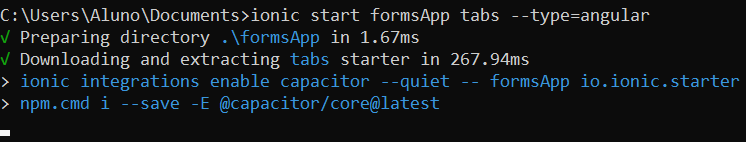 C:\Users\Aluno\Documents>ionic start formsApp tabs --type=angular
√ Preparing directory .\formsApp in 1.67ms
√ Downloading and extracting tabs starter in 267.94ms
> ionic integrations enable capacitor --quiet -- formsApp io.ionic.starter
> npm.cmd i --save -E @capacitor/core@latest